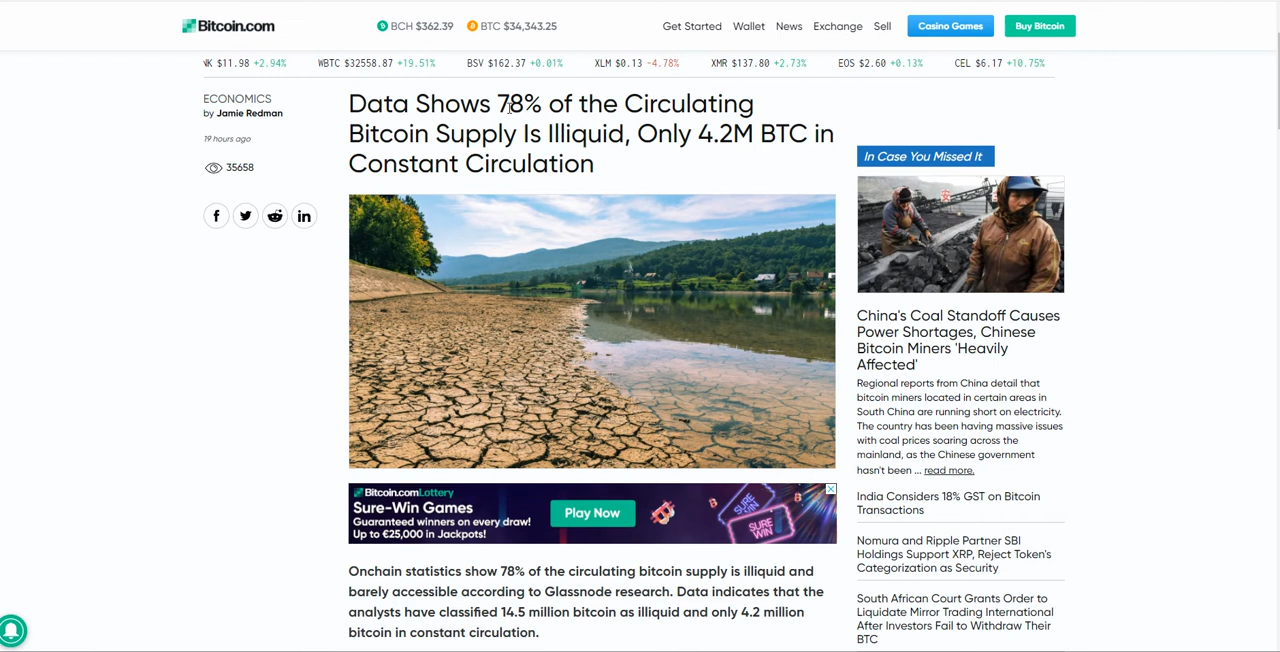 Bitcoin.com
BCH $362.39
BTC $34,343.25
Get Started
Wallet
News
Exchange
Sell
Casino Games
Buy Bitcoin
NK $11.98 +2.94%
WBTC $32558.87 +19.51%
BSV $162.37 +0.01%
XLM $0.13 -4.78%
XMR $137.80 +2.73%
EOS $2.60 +0.13%
CEL $6.17 +10.75%
ECONOMICS
by Jamie Redman
19 hours ago
35658
Data Shows 78% of the Circulating
Bitcoin Supply Is Illiquid, Only 4.2M BTC in
Constant Circulation
Bitcoin.com Lottery
Sure-Win Games
Guaranteed winners on every draw!
Up to €25,000 in Jackpots!
Play Now
SURE WIN
SURE WIN
Onchain statistics show 78% of the circulating bitcoin supply is illiquid and
barely accessible according to Glassnode research. Data indicates that the
analysts have classified 14.5 million bitcoin as illiquid and only 4.2 million
bitcoin in constant circulation.
In Case You Missed It
China's Coal Standoff Causes
Power Shortages, Chinese
Bitcoin Miners 'Heavily
Affected'
Regional reports from China detail that
bitcoin miners located in certain areas in
South China are running short on electricity.
The country has been having massive issues
with coal prices soaring across the
mainland, as the Chinese government
hasn't been ... read more.
India Considers 18% GST on Bitcoin
Transactions
Nomura and Ripple Partner SBI
Holdings Support XRP, Reject Token's
Categorization as Security
South African Court Grants Order to
Liquidate Mirror Trading International
After Investors Fail to Withdraw Their
BTC